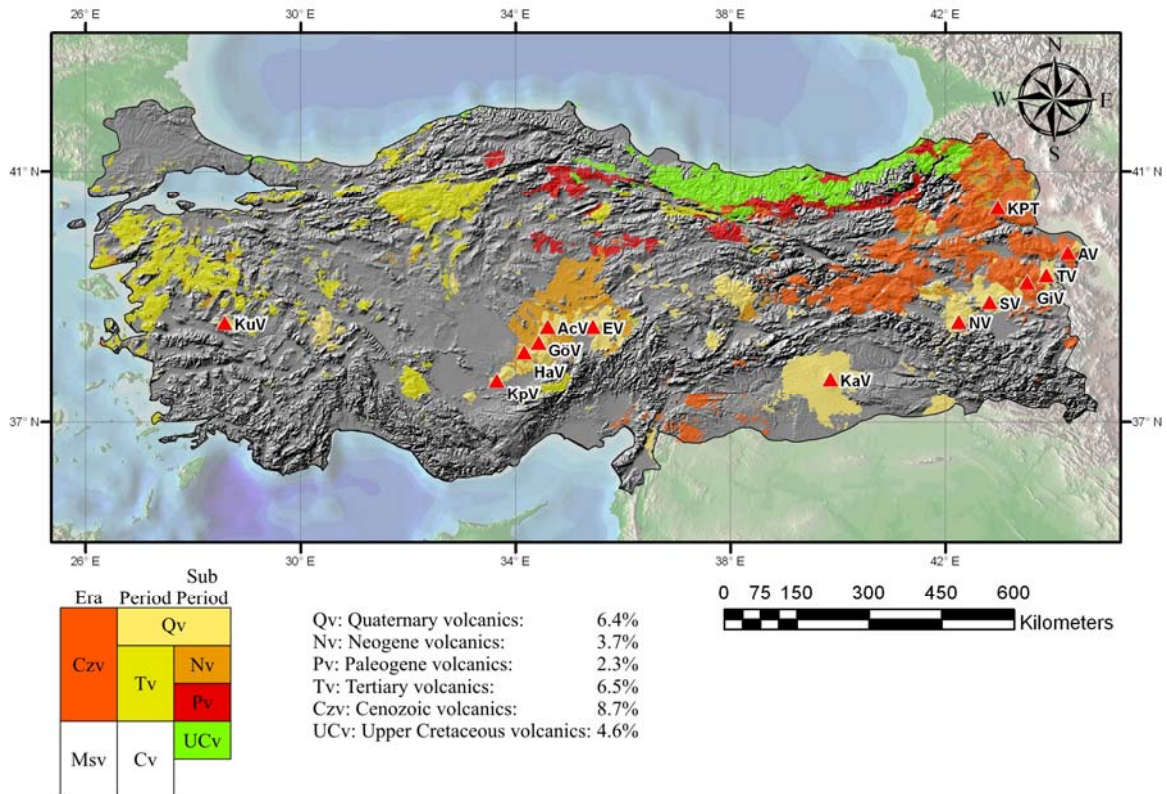 26° E 30° E 34° E 38° E 42° E
N
W E
S
41° N 41° N
KPT
AV
TV
GiV
SV
NV
KuV
AcV EV
GöV
HaV
KpV
KaV
37° N 37° N
26° E 30° E 34° E 38° E 42° E
Sub
Era Period Period
Qv
Czv
Tv
Nv
Pv
UCv
Msv
Cv
Qv: Quaternary volcanics: 6.4%
Nv: Neogene volcanics: 3.7%
Pv: Paleogene volcanics: 2.3%
Tv: Tertiary volcanics: 6.5%
Czv: Cenozoic volcanics: 8.7%
UCv: Upper Cretaceous volcanics: 4.6%
0 75 150 300 450 600
Kilometers